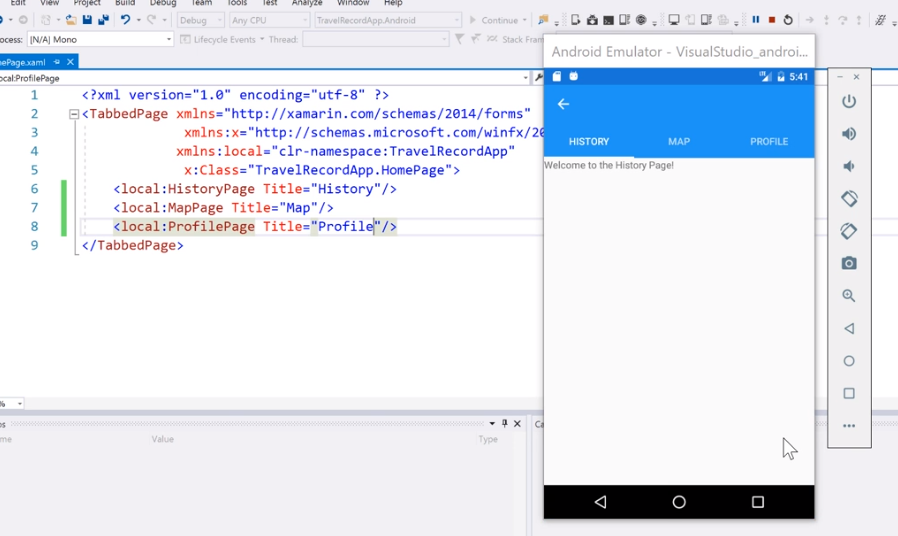 Edit View Project Build Debug Team Tools Test Analyze Window Help
Debug Any CPU TravelRecordApp.Android Continue
[N/A] Mono Lifecycle Events Thread: Stack Fram
Android Emulator - VisualStudio_androi...
ePage.xaml
ocal:ProfilePage
5:41
1 <?xml version="1.0" encoding="utf-8" ?>
2 <TabbedPage xmlns="http://xamarin.com/schemas/2014/forms"
3 xmlns:x="http://schemas.microsoft.com/winfx/20
4 xmlns:local="clr-namespace:TravelRecordApp"
5 x:Class="TravelRecordApp.HomePage">
6 <local:HistoryPage Title="History"/>
7 <local:MapPage Title="Map"/>
8 <local:ProfilePage Title="Profile"/>
9 </TabbedPage>
HISTORY MAP PROFILE
Welcome to the History Page!
%
Value Type